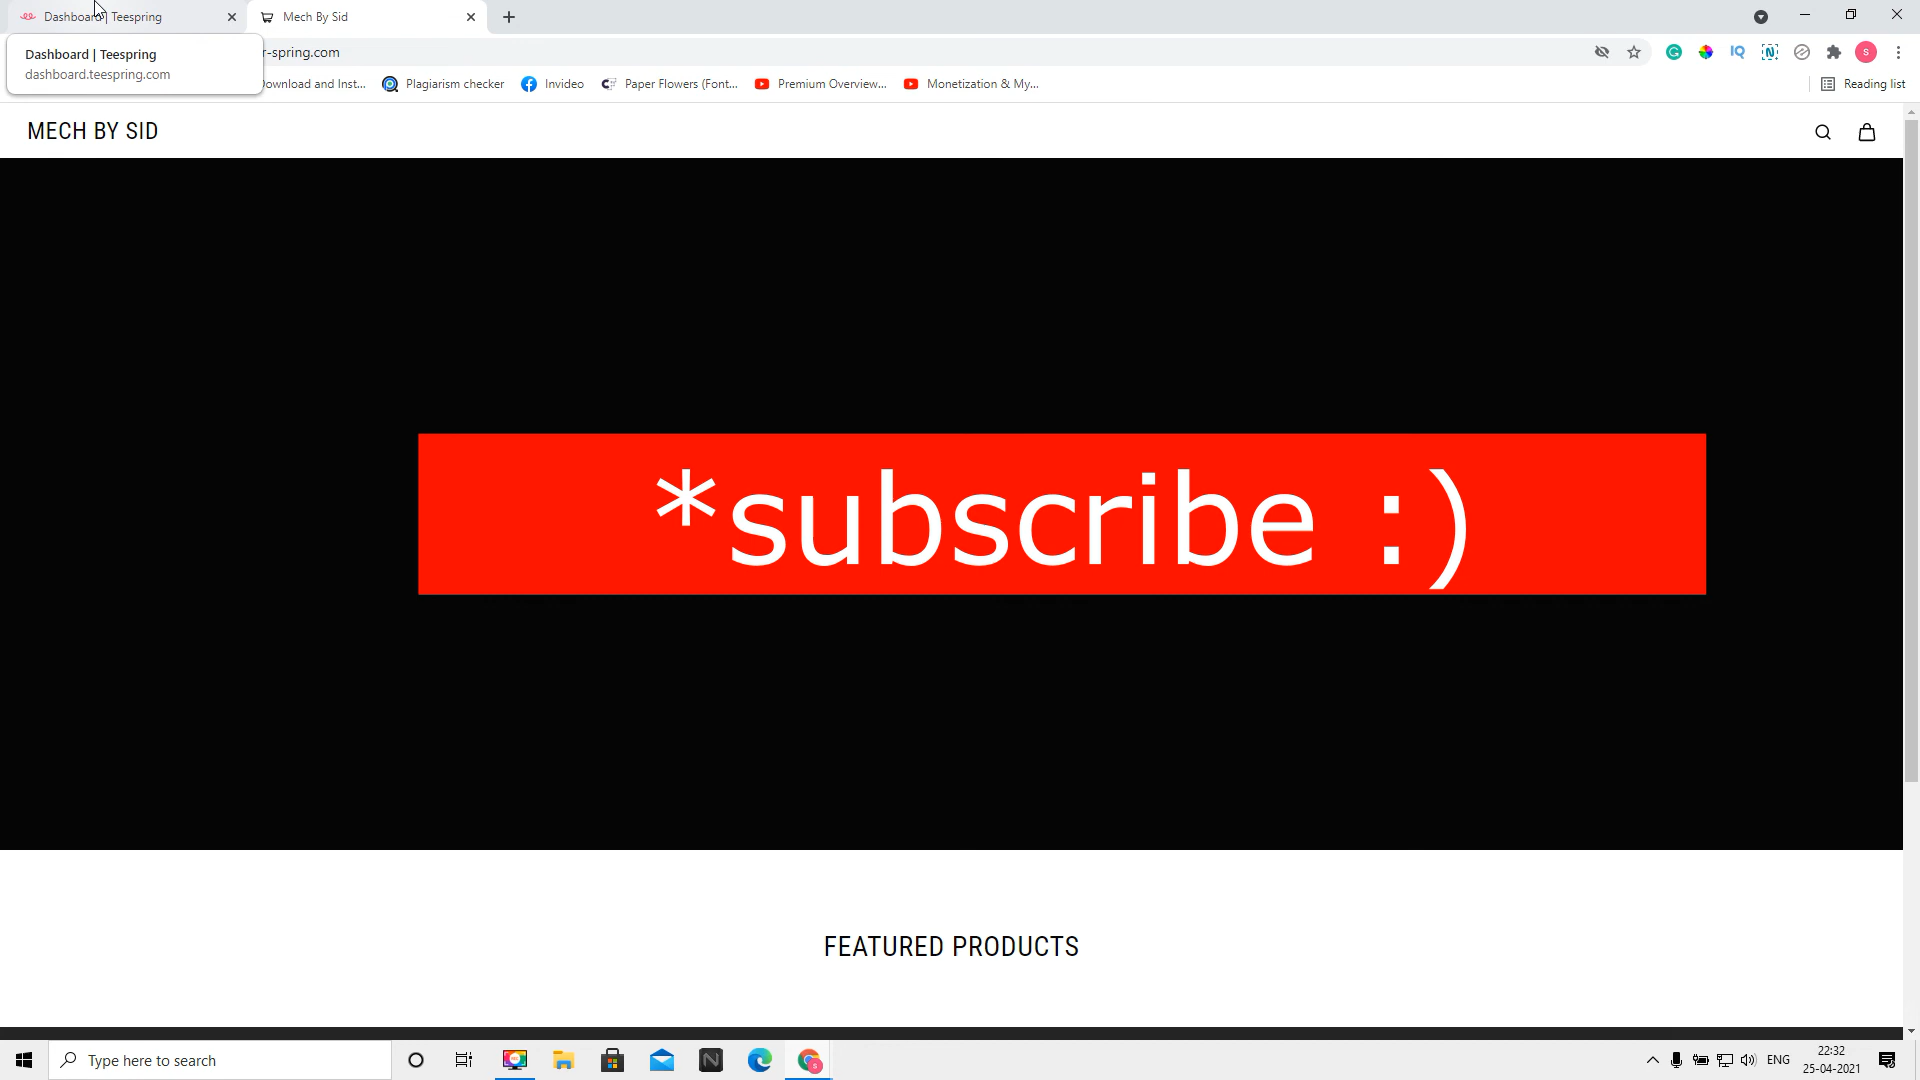 Dashboard | Teespring
Mech By Sid
Dashboard | Teespring
dashboard.teespring.com
r-spring.com
Download and Inst...
Plagiarism checker
Invideo
Paper Flowers (Font...
Premium Overview...
Monetization & My...
Reading list
MECH BY SID
*subscribe :)
FEATURED PRODUCTS
Type here to search
ENG
22:32
25-04-2021